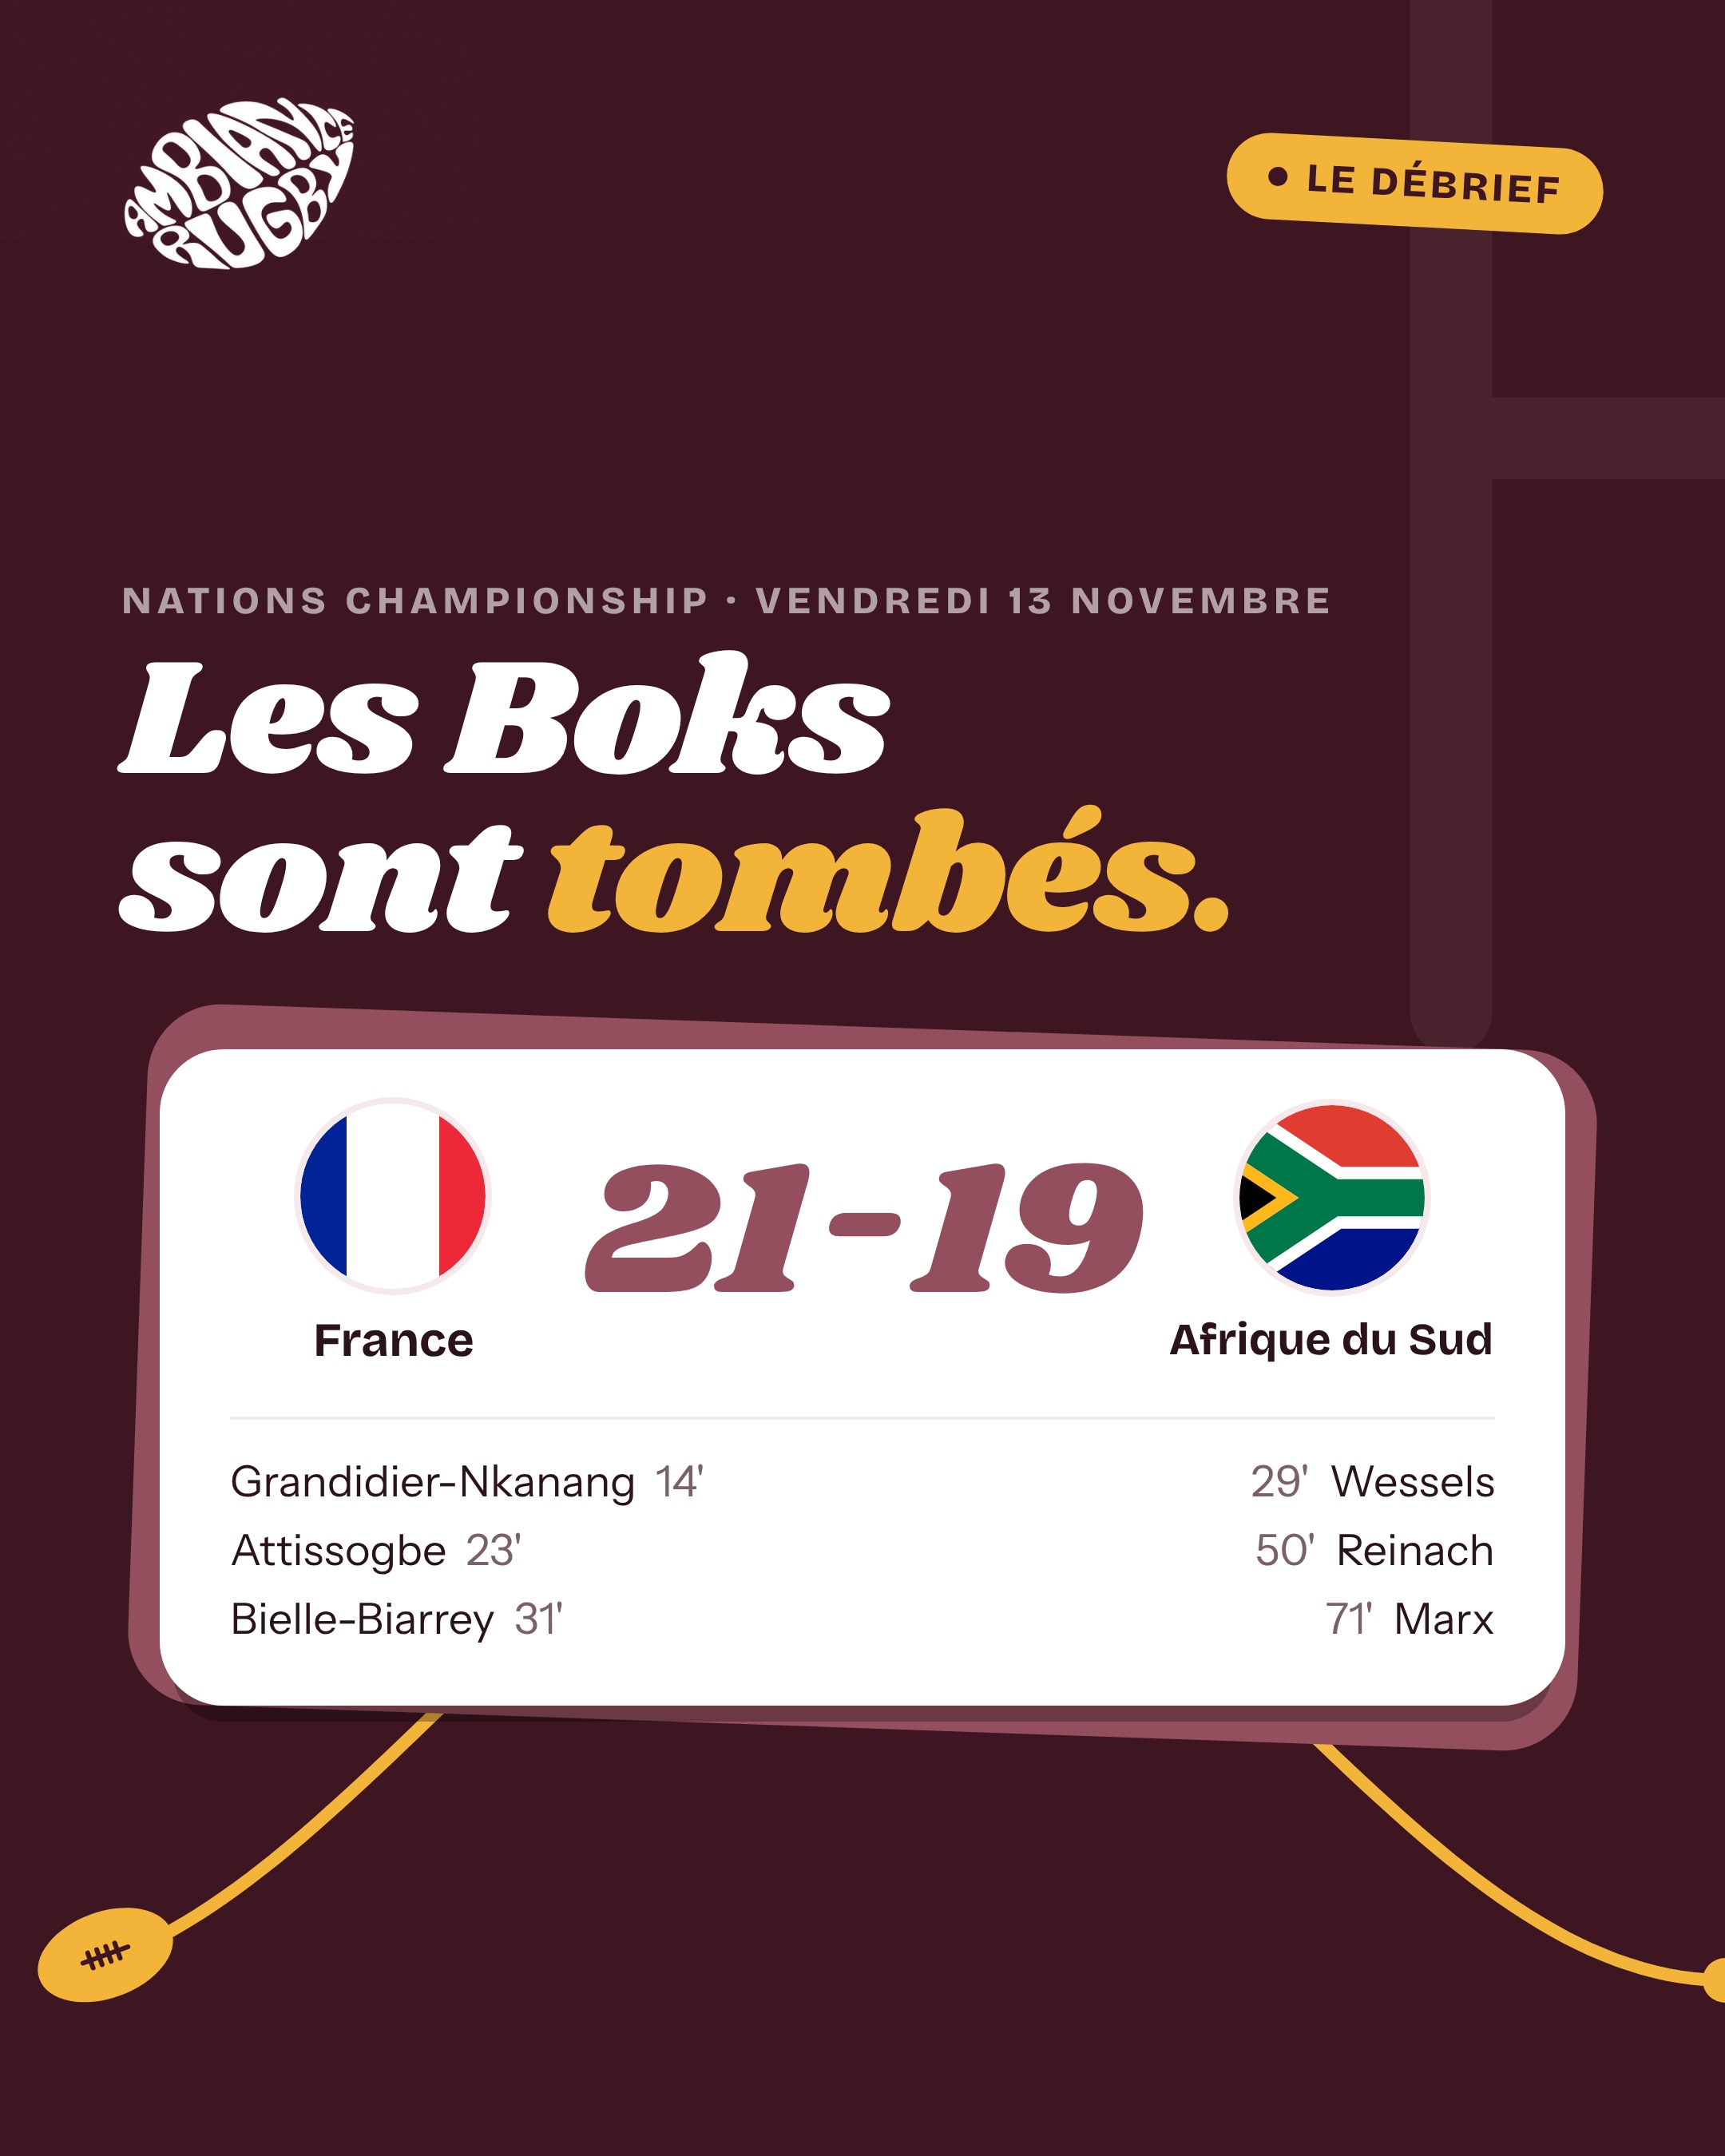 AMBIANCE
RUGBY
• LE DÉBRIEF
NATIONS CHAMPIONSHIP · VENDREDI 13 NOVEMBRE
Les Boks
sont tombés.
21-19
France
Afrique du Sud
Grandidier-Nkanang 14' 29' Wessels
Attissogbe 23' 50' Reinach
Bielle-Biarrey 31' 71' Marx